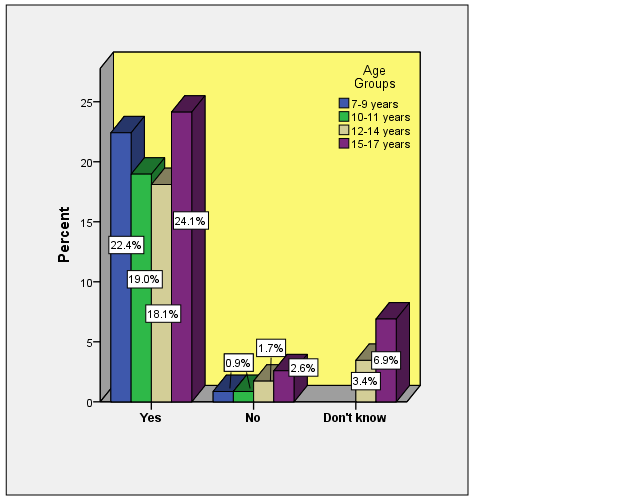 Age
Groups
7-9 years
10-11 years
12-14 years
15-17 years
Percent
25
20
15
10
5
0
22.4%
19.0%
18.1%
24.1%
0.9%
1.7%
2.6%
3.4%
6.9%
Yes
No
Don't know